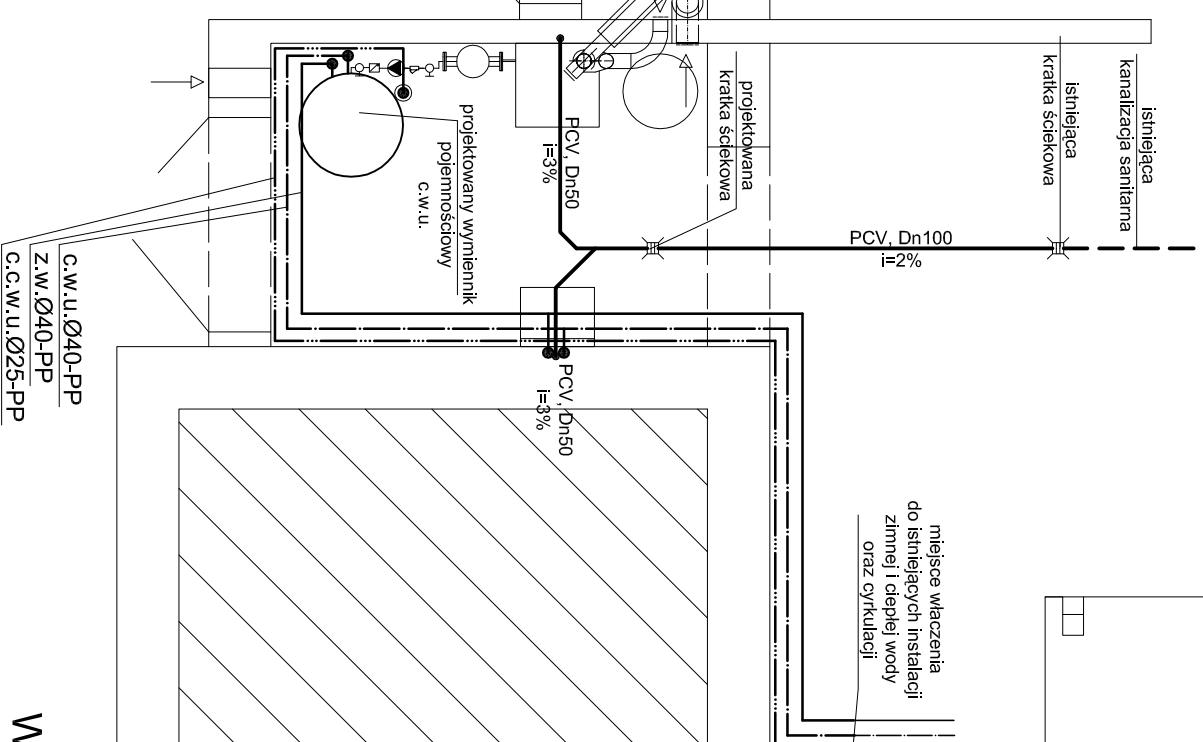 istniejąca
kanalizacja sanitarna
istniejąca
kratka ściekowa
projektowana
kratka ściekowa
PCV, Dn50
i=3%
projektowany wymiennik
pojemnościowy
c.w.u.
PCV, Dn100
i=2%
c.w.u.Ø40-PP
z.w.Ø40-PP
c.c.w.u.Ø25-PP
PCV, Dn50
i=3%
miejsce właczenia
do istniejących instalacji
zimnej i ciepłej wody
oraz cyrkulacji
W